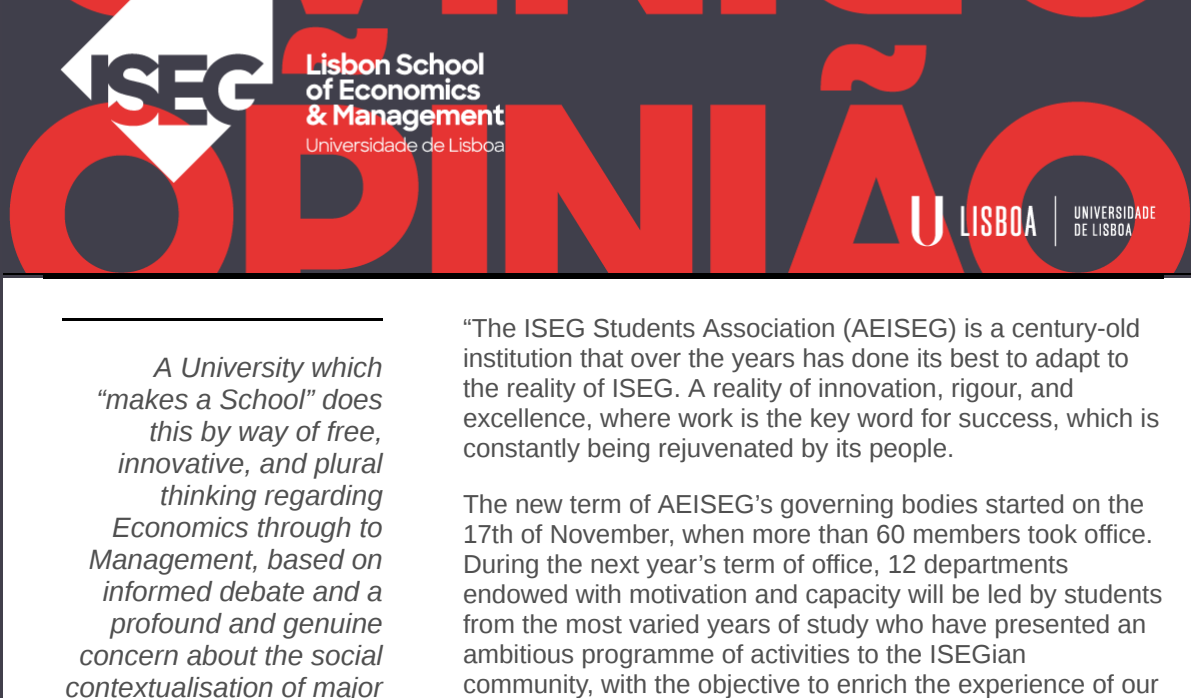 OPINIÃO
ISEG
Lisbon School
of Economics
& Management
Universidade de Lisboa
U LISBOA
UNIVERSIDADE
DE LISBOA
A University which
“makes a School” does
this by way of free,
innovative, and plural
thinking regarding
Economics through to
Management, based on
informed debate and a
profound and genuine
concern about the social
contextualisation of major
“The ISEG Students Association (AEISEG) is a century-old
institution that over the years has done its best to adapt to
the reality of ISEG. A reality of innovation, rigour, and
excellence, where work is the key word for success, which is
constantly being rejuvenated by its people.
The new term of AEISEG’s governing bodies started on the
17th of November, when more than 60 members took office.
During the next year’s term of office, 12 departments
endowed with motivation and capacity will be led by students
from the most varied years of study who have presented an
ambitious programme of activities to the ISEGian
community, with the objective to enrich the experience of our